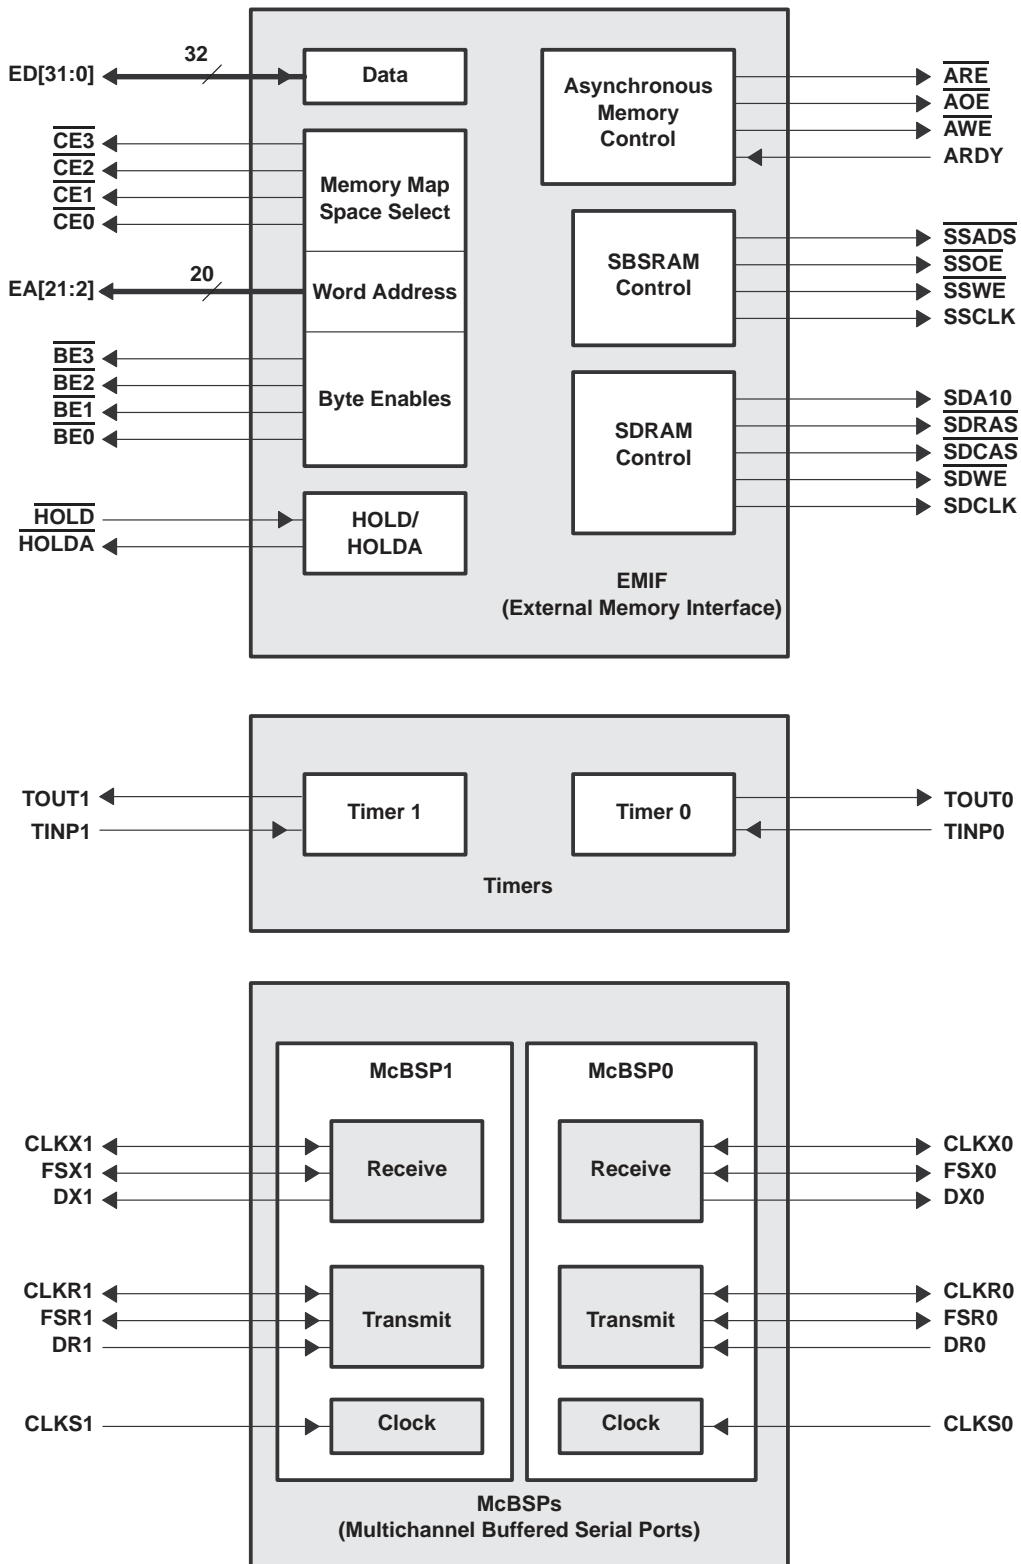 32
ED[31:0]
Data
CE3
CE2
CE1
CE0
Memory Map
Space Select
20
EA[21:2]
Word Address
BE3
BE2
BE1
BE0
Byte Enables
HOLD
HOLDA
HOLD/
HOLDA
Asynchronous
Memory
Control
ARE
AOE
AWE
ARDY
SBSRAM
Control
SSADS
SSOE
SSWE
SSCLK
SDRAM
Control
SDA10
SDRAS
SDCAS
SDWE
SDCLK
EMIF
(External Memory Interface)
TOUT1
TINP1
Timer 1
Timer 0
TOUT0
TINP0
Timers
McBSP1
McBSP0
CLKX1
FSX1
DX1
Receive
Receive
CLKX0
FSX0
DX0
CLKR1
FSR1
DR1
Transmit
Transmit
CLKR0
FSR0
DR0
CLKS1
Clock
Clock
CLKS0
McBSPs
(Multichannel Buffered Serial Ports)